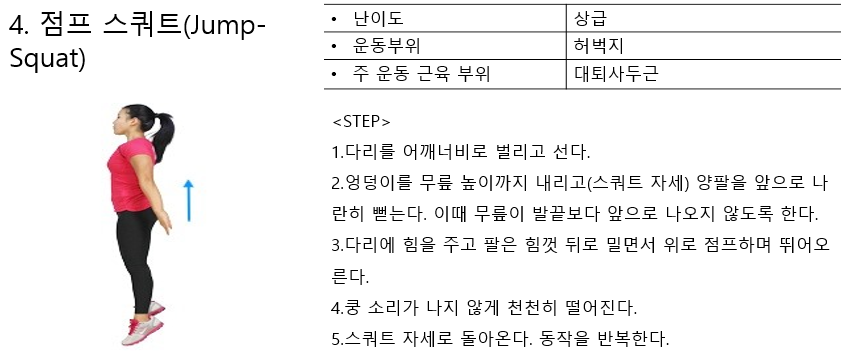 4. 점프 스쿼트(Jump-
Squat)
• 난이도 상급
• 운동부위 허벅지
• 주 운동 근육 부위 대퇴사두근
<STEP>
1.다리를 어깨너비로 벌리고 선다.
2.엉덩이를 무릎 높이까지 내리고(스쿼트 자세) 양팔을 앞으로 나
란히 뻗는다. 이때 무릎이 발끝보다 앞으로 나오지 않도록 한다.
3.다리에 힘을 주고 팔은 힘껏 뒤로 밀면서 위로 점프하며 뛰어오
른다.
4.쿵 소리가 나지 않게 천천히 떨어진다.
5.스쿼트 자세로 돌아온다. 동작을 반복한다.